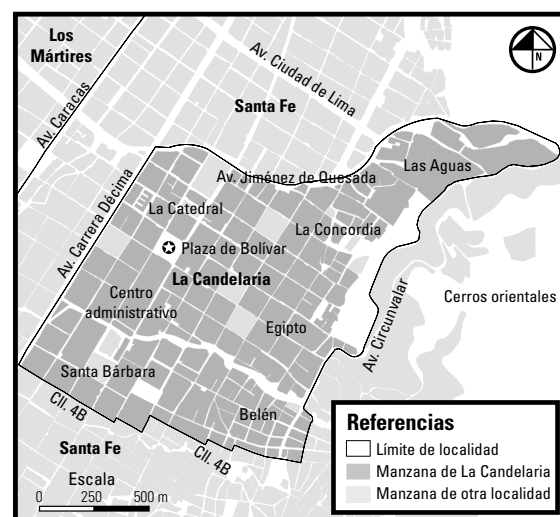 Los
Mártires
Av. Caracas
Av. Ciudad de Lima
N
Santa Fe
Av. Jiménez de Quesada
Las Aguas
Av. Carrera Décima
La Catedral
La Concordia
Plaza de Bolívar
La Candelaria
Centro
administrativo
Egipto
Cerros orientales
Av. Circunvalar
Santa Bárbara
Belén
Cll. 4B
Cll. 4B
Santa Fe
Escala
0 250 500 m
Referencias
Límite de localidad
Manzana de La Candelaria
Manzana de otra localidad